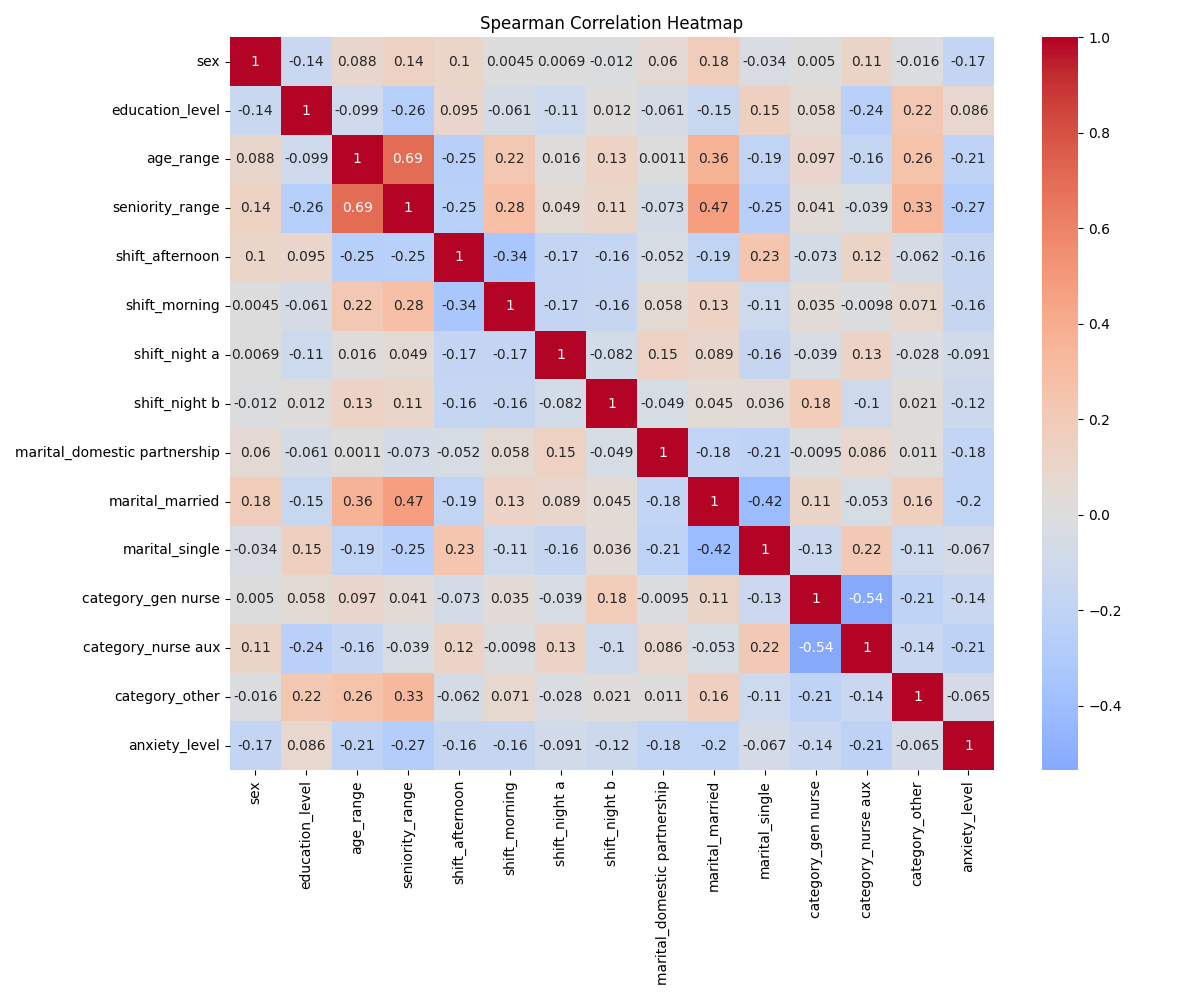 Spearman Correlation Heatmap
sex 1 -0.14 0.088 0.14 0.1 0.0045 0.0069 -0.012 0.06 0.18 -0.034 0.005 0.11 -0.016 -0.17
education_level -0.14 1 -0.099 -0.26 0.095 -0.061 -0.11 0.012 -0.061 -0.15 0.15 0.058 -0.24 0.22 0.086
age_range 0.088 -0.099 1 0.69 -0.25 0.22 0.016 0.13 0.0011 0.36 -0.19 0.097 -0.16 0.26 -0.21
seniority_range 0.14 -0.26 0.69 1 -0.25 0.28 0.049 0.11 -0.073 0.47 -0.25 0.041 -0.039 0.33 -0.27
shift_afternoon 0.1 0.095 -0.25 -0.25 1 -0.34 -0.17 -0.16 -0.052 -0.19 0.23 -0.073 0.12 -0.062 -0.16
shift_morning 0.0045 -0.061 0.22 0.28 -0.34 1 -0.17 -0.16 0.058 0.13 -0.11 0.035 -0.0098 0.071 -0.16
shift_night a 0.0069 -0.11 0.016 0.049 -0.17 -0.17 1 -0.082 0.15 0.089 -0.16 -0.039 0.13 -0.028 -0.091
shift_night b -0.012 0.012 0.13 0.11 -0.16 -0.16 -0.082 1 -0.049 0.045 0.036 0.18 -0.1 0.021 -0.12
marital_domestic partnership 0.06 -0.061 0.0011 -0.073 -0.052 0.058 0.15 -0.049 1 -0.18 -0.21 -0.0095 0.086 0.011 -0.18
marital_married 0.18 -0.15 0.36 0.47 -0.19 0.13 0.089 0.045 -0.18 1 -0.42 0.11 -0.053 0.16 -0.2
marital_single -0.034 0.15 -0.19 -0.25 0.23 -0.11 -0.16 0.036 -0.21 -0.42 1 -0.13 0.22 -0.11 -0.067
category_gen nurse 0.005 0.058 0.097 0.041 -0.073 0.035 -0.039 0.18 -0.0095 0.11 -0.13 1 -0.54 -0.21 -0.14
category_nurse aux 0.11 -0.24 -0.16 -0.039 0.12 -0.0098 0.13 -0.1 0.086 -0.053 0.22 -0.54 1 -0.14 -0.21
category_other -0.016 0.22 0.26 0.33 -0.062 0.071 -0.028 0.021 0.011 0.16 -0.11 -0.21 -0.14 1 -0.065
anxiety_level -0.17 0.086 -0.21 -0.27 -0.16 -0.16 -0.091 -0.12 -0.18 -0.2 -0.067 -0.14 -0.21 -0.065 1
sex
education_level
age_range
seniority_range
shift_afternoon
shift_morning
shift_night a
shift_night b
marital_domestic partnership
marital_married
marital_single
category_gen nurse
category_nurse aux
category_other
anxiety_level
1.0
0.8
0.6
0.4
0.2
0.0
−0.2
−0.4